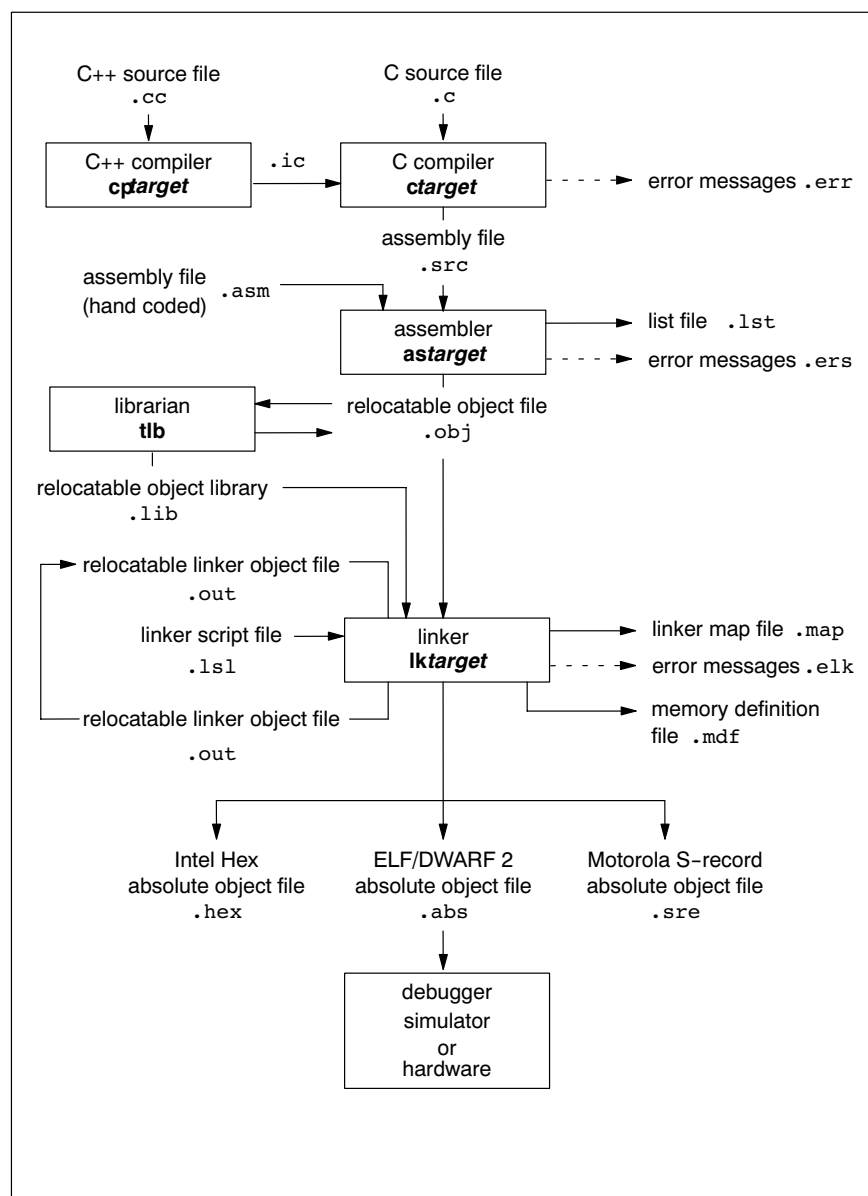 C++ source file
.cc
C source file
.c
C++ compiler
cptarget
.ic
C compiler
ctarget
error messages .err
assembly file
.src
assembly file
(hand coded)
.asm
assembler
astarget
list file .lst
error messages .ers
librarian
tlb
relocatable object file
.obj
relocatable object library
.lib
relocatable linker object file
.out
linker script file
.lsl
relocatable linker object file
.out
linker
lktarget
linker map file .map
error messages .elk
memory definition
file .mdf
Intel Hex
absolute object file
.hex
ELF/DWARF 2
absolute object file
.abs
Motorola S-record
absolute object file
.sre
debugger
simulator
or
hardware